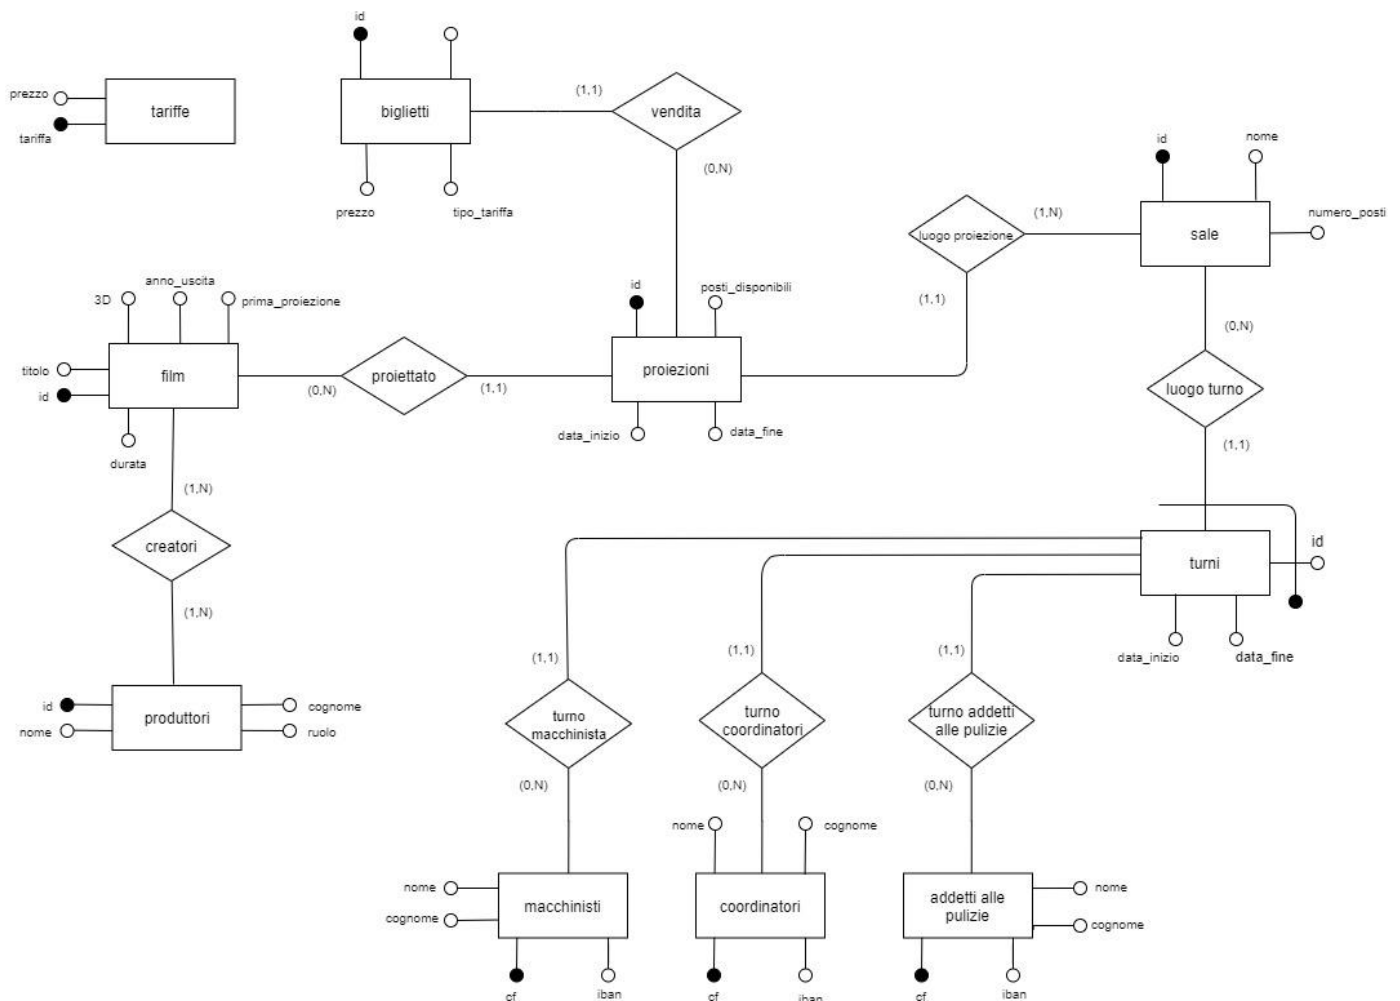 id
prezzo
tariffe
tariffa
biglietti
(1,1)
vendita
(0,N)
prezzo
tipo_tariffa
id
nome
numero_posti
sale
luogo proiezione
(1,N)
(1,1)
(0,N)
3D
anno_uscita
prima_proiezione
titolo
id
film
durata
(0,N)
proiettato
(1,1)
id
posti_disponibili
proiezioni
data_inizio
data_fine
luogo turno
(1,1)
(1,N)
creatori
(1,N)
id
turni
data_inizio
data_fine
id
nome
produttori
cognome
ruolo
(1,1)
turno
macchinista
(0,N)
(1,1)
turno
coordinatori
(0,N)
(1,1)
turno addetti
alle pulizie
(0,N)
nome
cognome
macchinisti
cf
iban
nome
cognome
coordinatori
cf
iban
addetti alle
pulizie
nome
cognome
cf
iban